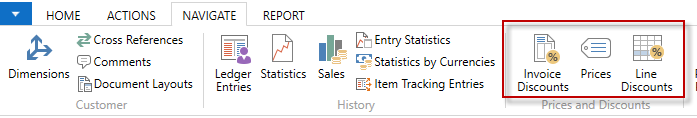 HOME ACTIONS NAVIGATE REPORT
Dimensions
Cross References
Comments
Document Layouts
Customer
Ledger
Entries
Statistics
Sales
Entry Statistics
Statistics by Currencies
Item Tracking Entries
History
Invoice
Discounts
Prices
Line
Discounts
Prices and Discounts